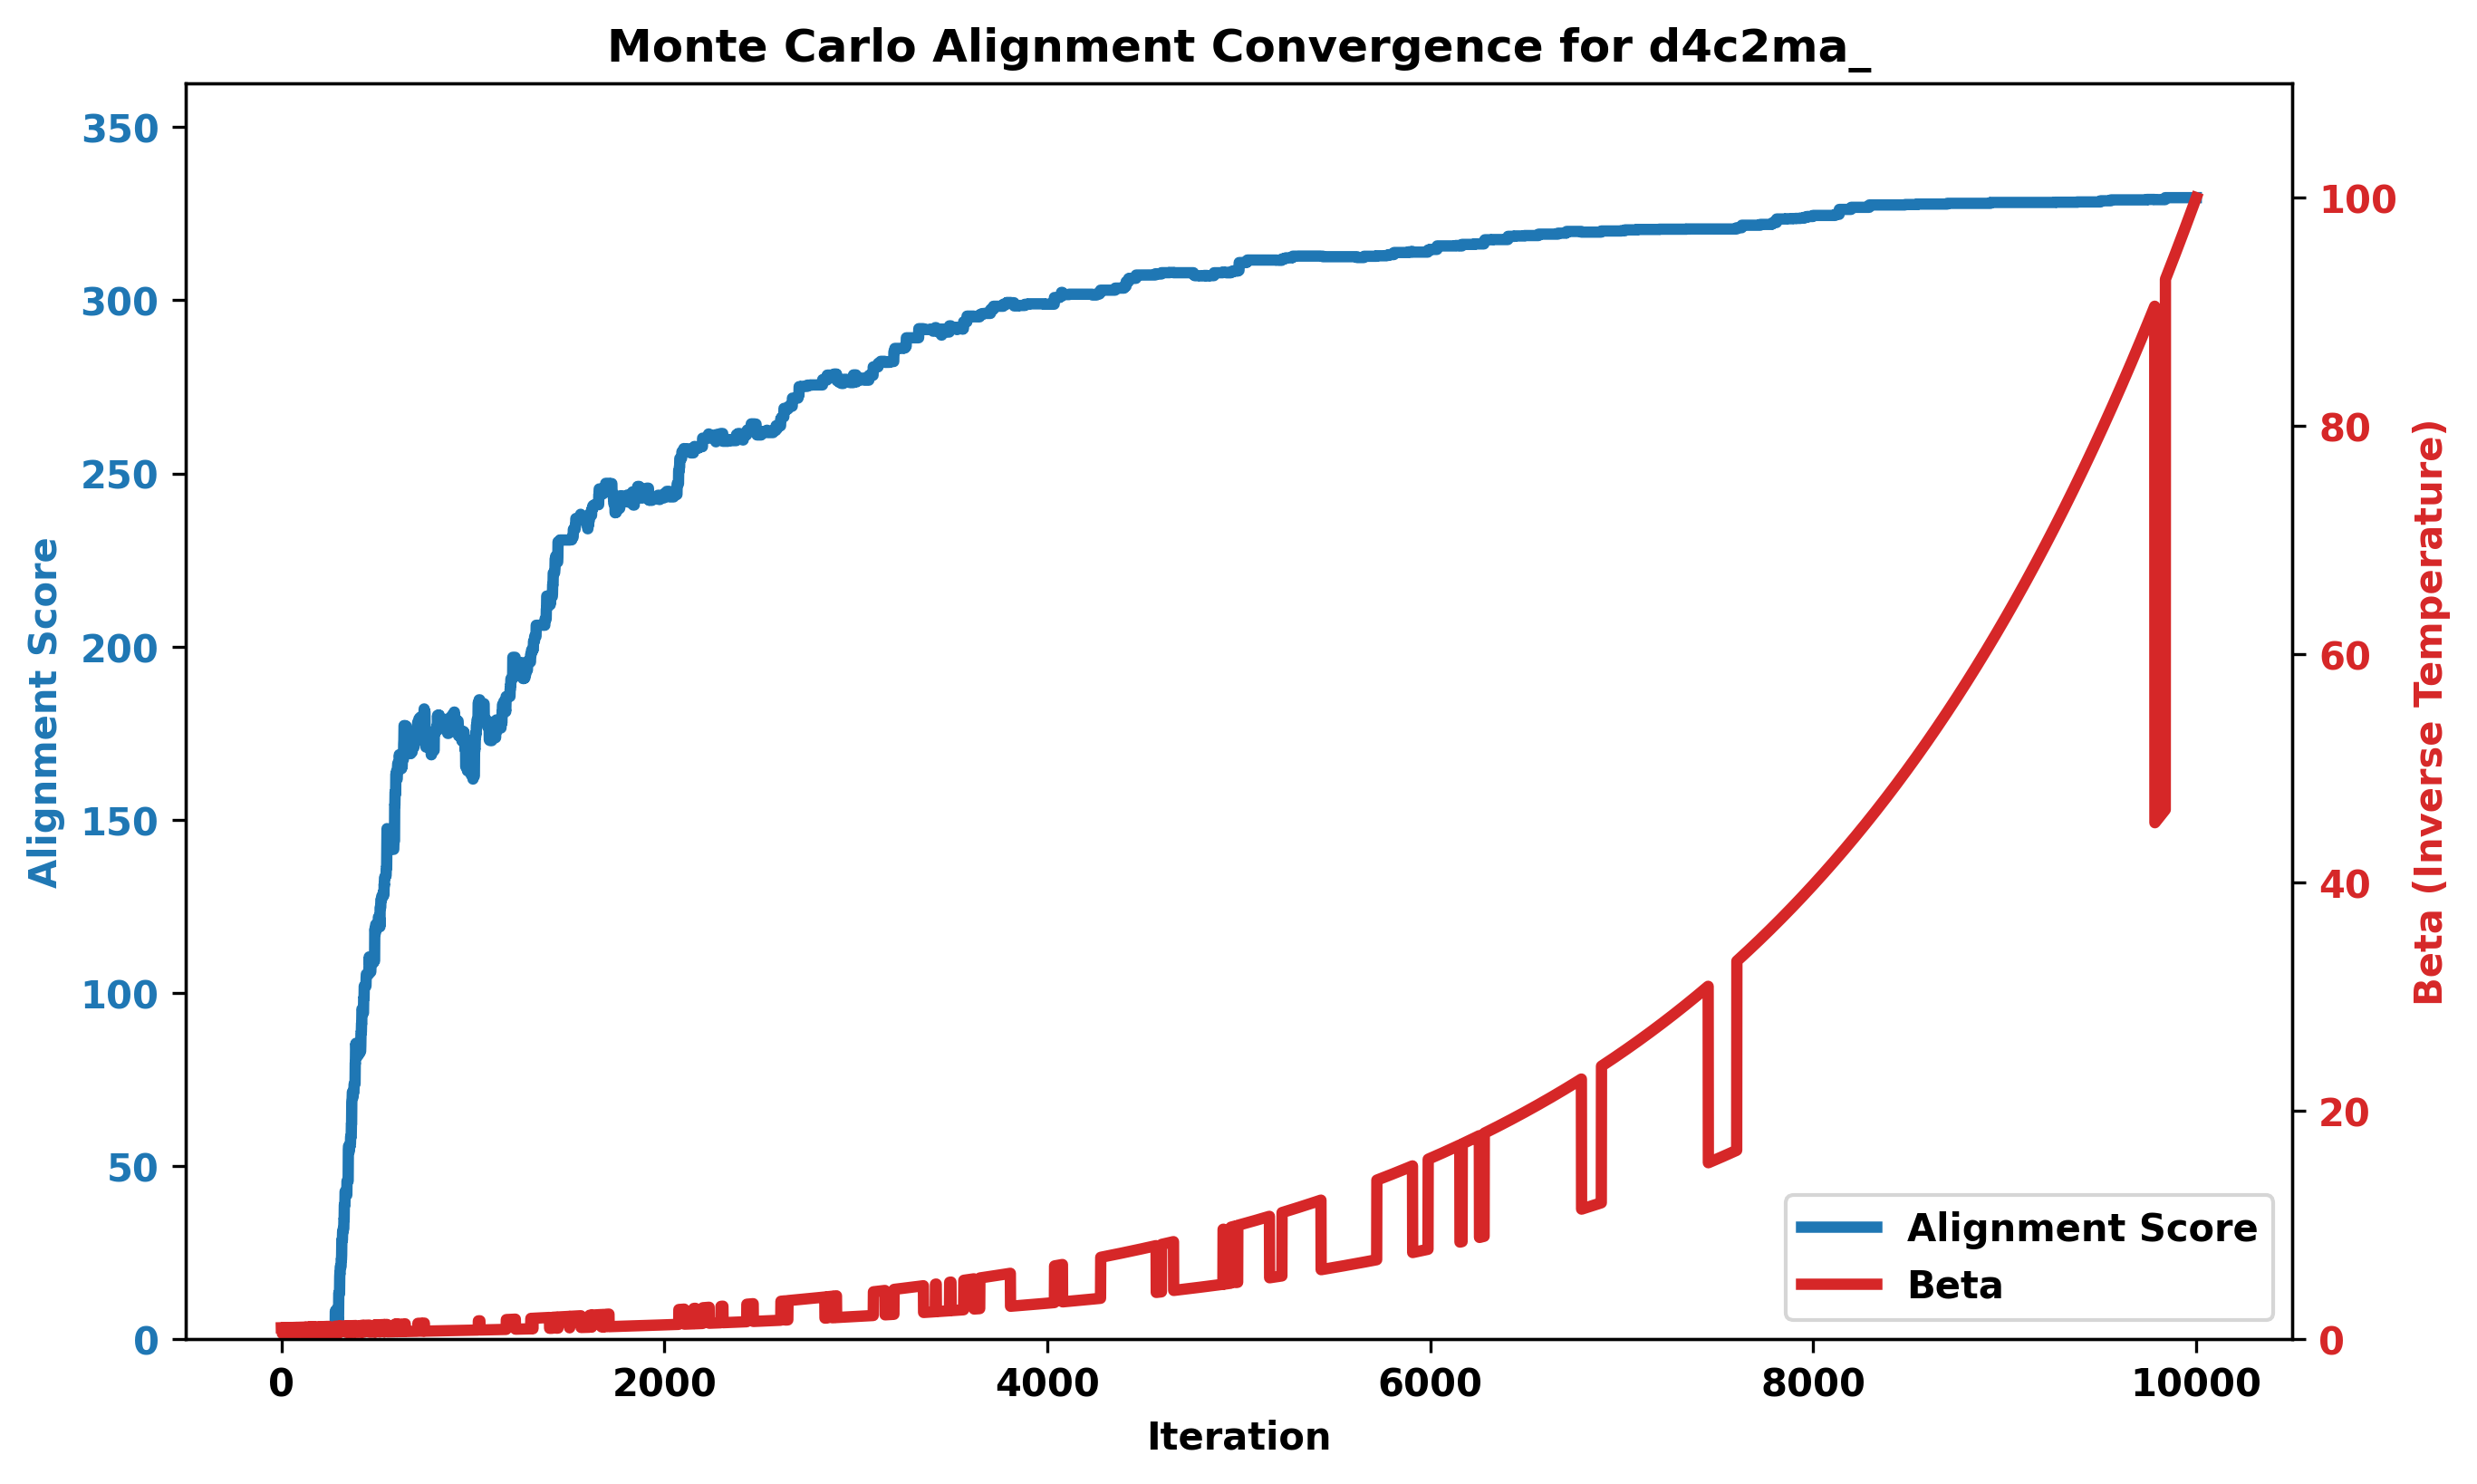 Monte Carlo Alignment Convergence for d4c2ma_
350
300
250
200
150
100
50
0
Alignment Score
100
80
60
40
20
0
Beta (Inverse Temperature)
Alignment Score
Beta
0 2000 4000 6000 8000 10000
Iteration